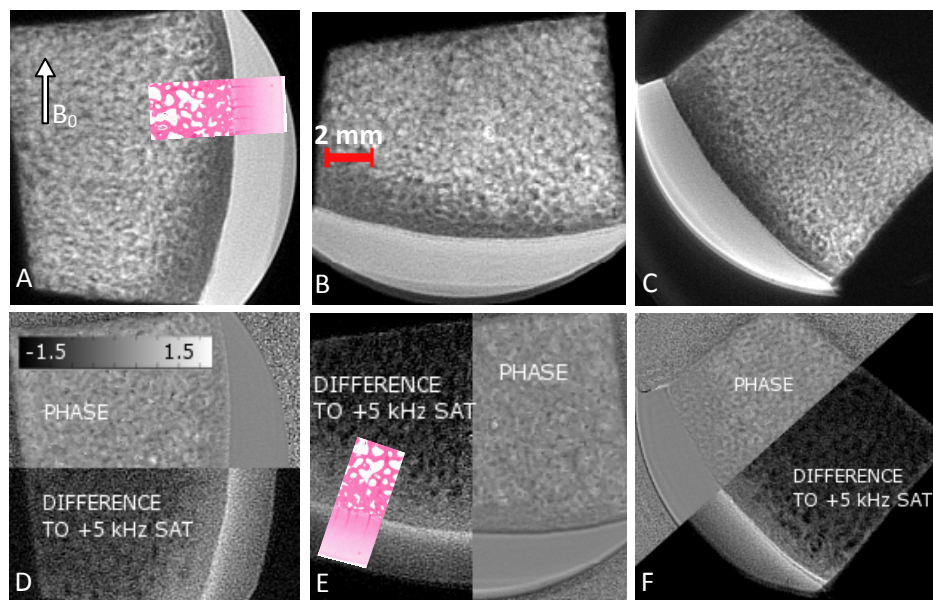 B₀
2 mm
A
B
C
-1.5 1.5
PHASE
DIFFERENCE
TO +5 kHz SAT
D
DIFFERENCE
TO +5 kHz SAT
PHASE
E
PHASE
DIFFERENCE
TO +5 kHz SAT
F